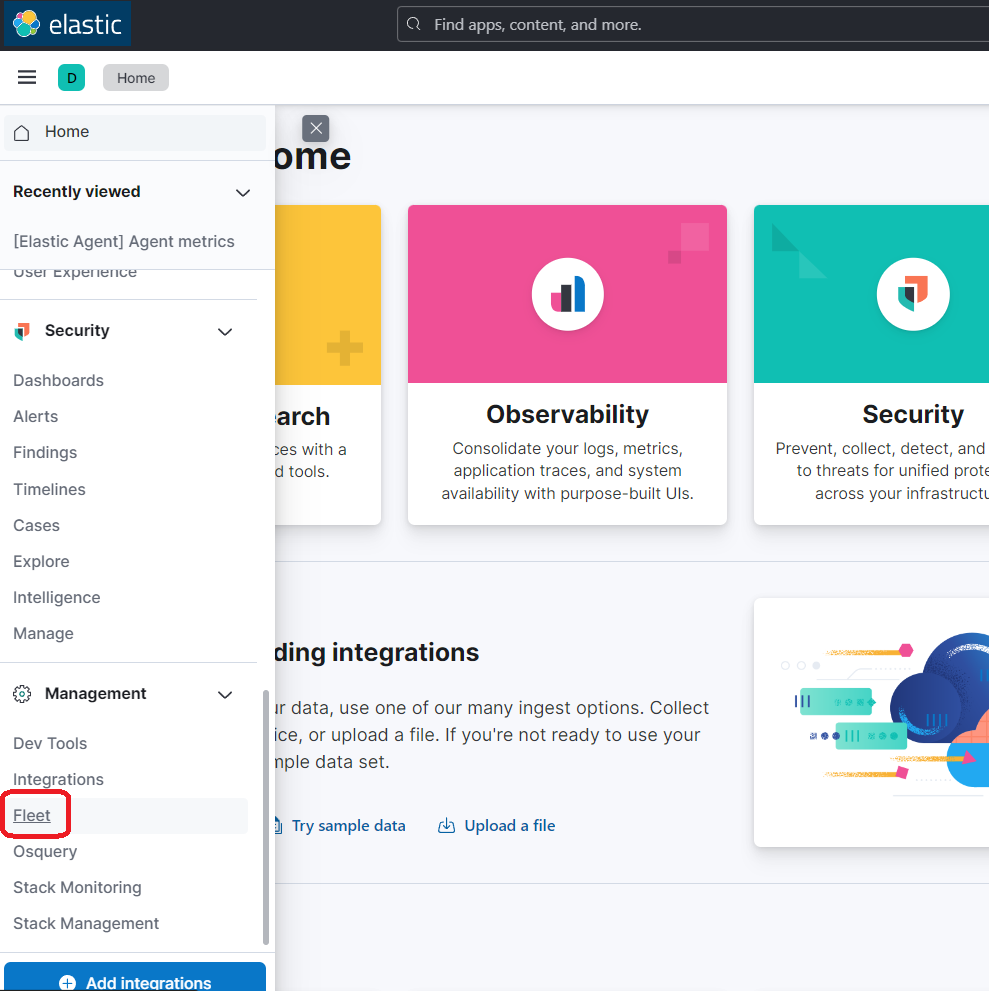 elastic
Find apps, content, and more.
D
Home
Home
Recently viewed
[Elastic Agent] Agent metrics
User Experience
Security
Dashboards
Alerts
Findings
Timelines
Cases
Explore
Intelligence
Manage
Management
Dev Tools
Integrations
Fleet
Osquery
Stack Monitoring
Stack Management
Add integrations
ome
arch
ces with a
d tools.
Observability
Consolidate your logs, metrics,
application traces, and system
availability with purpose-built UIs.
Security
Prevent, collect, detect, and
to threats for unified prote
across your infrastructu
ding integrations
ur data, use one of our many ingest options. Collect
ice, or upload a file. If you're not ready to use your
mple data set.
Try sample data
Upload a file